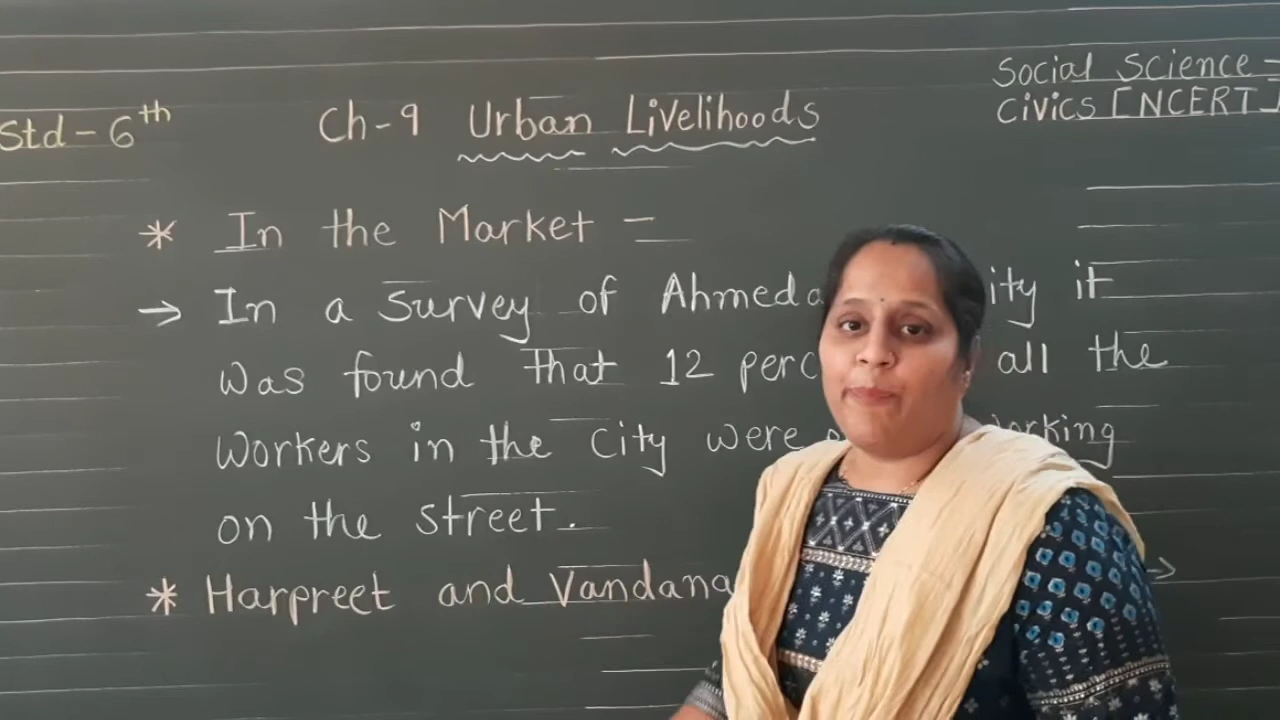 Social Science -
Std - 6th Ch-9 Urban Livelihoods Civics [NCERT]
* In the Market -
→ In a survey of Ahmeda ity it
was found that 12 perc all the
workers in the city were working
on the street.
* Harpreet and Vandana →